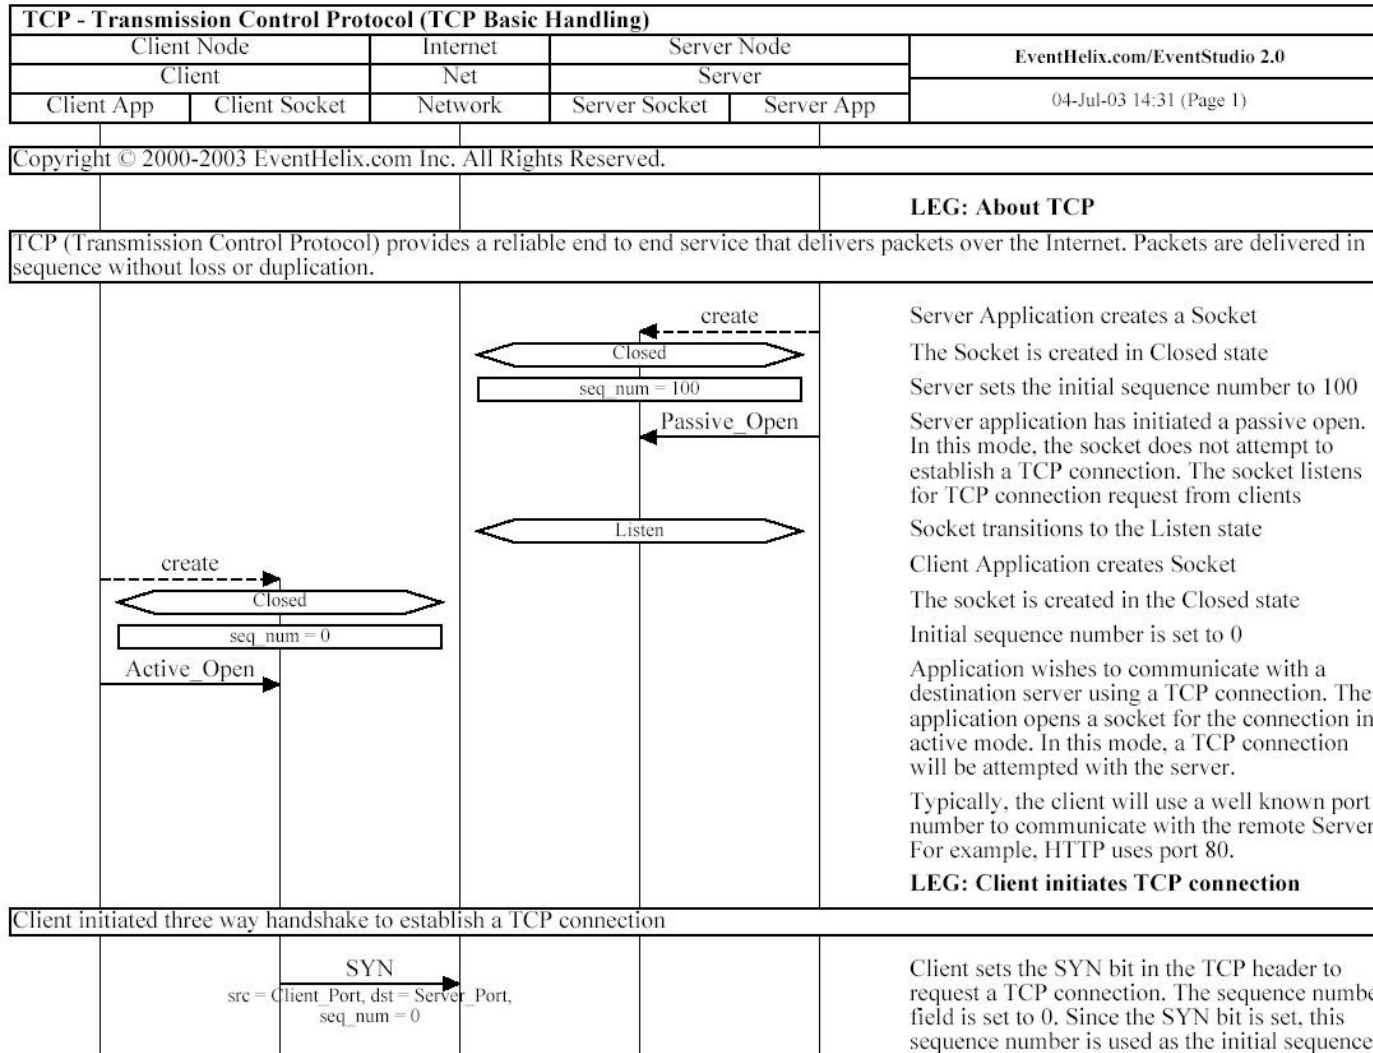 TCP - Transmission Control Protocol (TCP Basic Handling)
Client Node
Internet
Server Node
EventHelix.com/EventStudio 2.0
Client
Net
Server
04-Jul-03 14:31 (Page 1)
Client App
Client Socket
Network
Server Socket
Server App
Copyright © 2000-2003 EventHelix.com Inc. All Rights Reserved.
LEG: About TCP
TCP (Transmission Control Protocol) provides a reliable end to end service that delivers packets over the Internet. Packets are delivered in
sequence without loss or duplication.
create
Server Application creates a Socket
Closed
The Socket is created in Closed state
seq_num = 100
Server sets the initial sequence number to 100
Passive_Open
Server application has initiated a passive open.
In this mode, the socket does not attempt to
establish a TCP connection. The socket listens
for TCP connection request from clients
Listen
Socket transitions to the Listen state
create
Client Application creates Socket
Closed
The socket is created in the Closed state
seq_num = 0
Initial sequence number is set to 0
Active_Open
Application wishes to communicate with a
destination server using a TCP connection. The
application opens a socket for the connection in
active mode. In this mode, a TCP connection
will be attempted with the server.
Typically, the client will use a well known port
number to communicate with the remote Server
For example, HTTP uses port 80.
LEG: Client initiates TCP connection
Client initiated three way handshake to establish a TCP connection
SYN
src = Client_Port, dst = Server_Port,
seq_num = 0
Client sets the SYN bit in the TCP header to
request a TCP connection. The sequence numbe
field is set to 0. Since the SYN bit is set, this
sequence number is used as the initial sequence